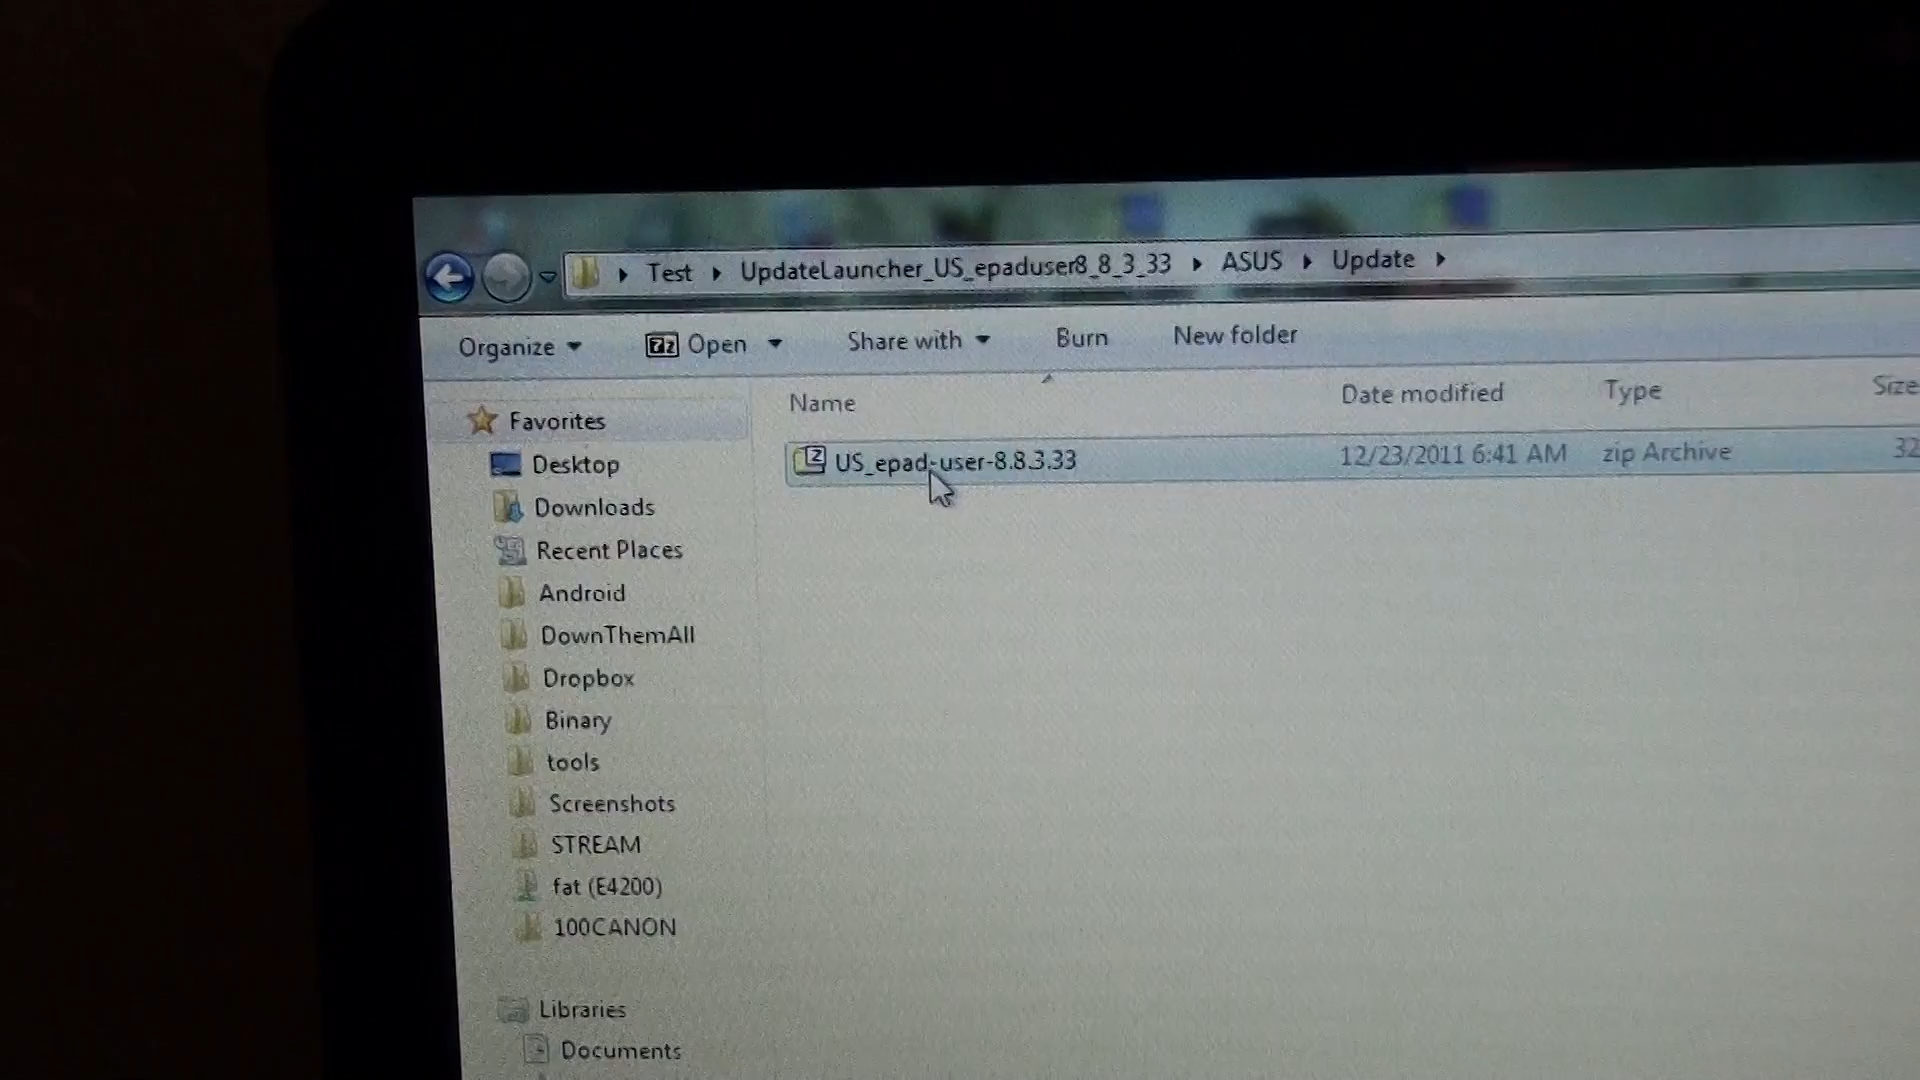 Test UpdateLauncher_US_epaduser8_8_3_33 ASUS Update
Organize Open Share with Burn New folder
Name Date modified Type Size
US_epad-user-8.8.3.33 12/23/2011 6:41 AM zip Archive 32
Favorites
Desktop
Downloads
Recent Places
Android
DownThemAll
Dropbox
Binary
tools
Screenshots
STREAM
fat (E4200)
100CANON
Libraries
Documents